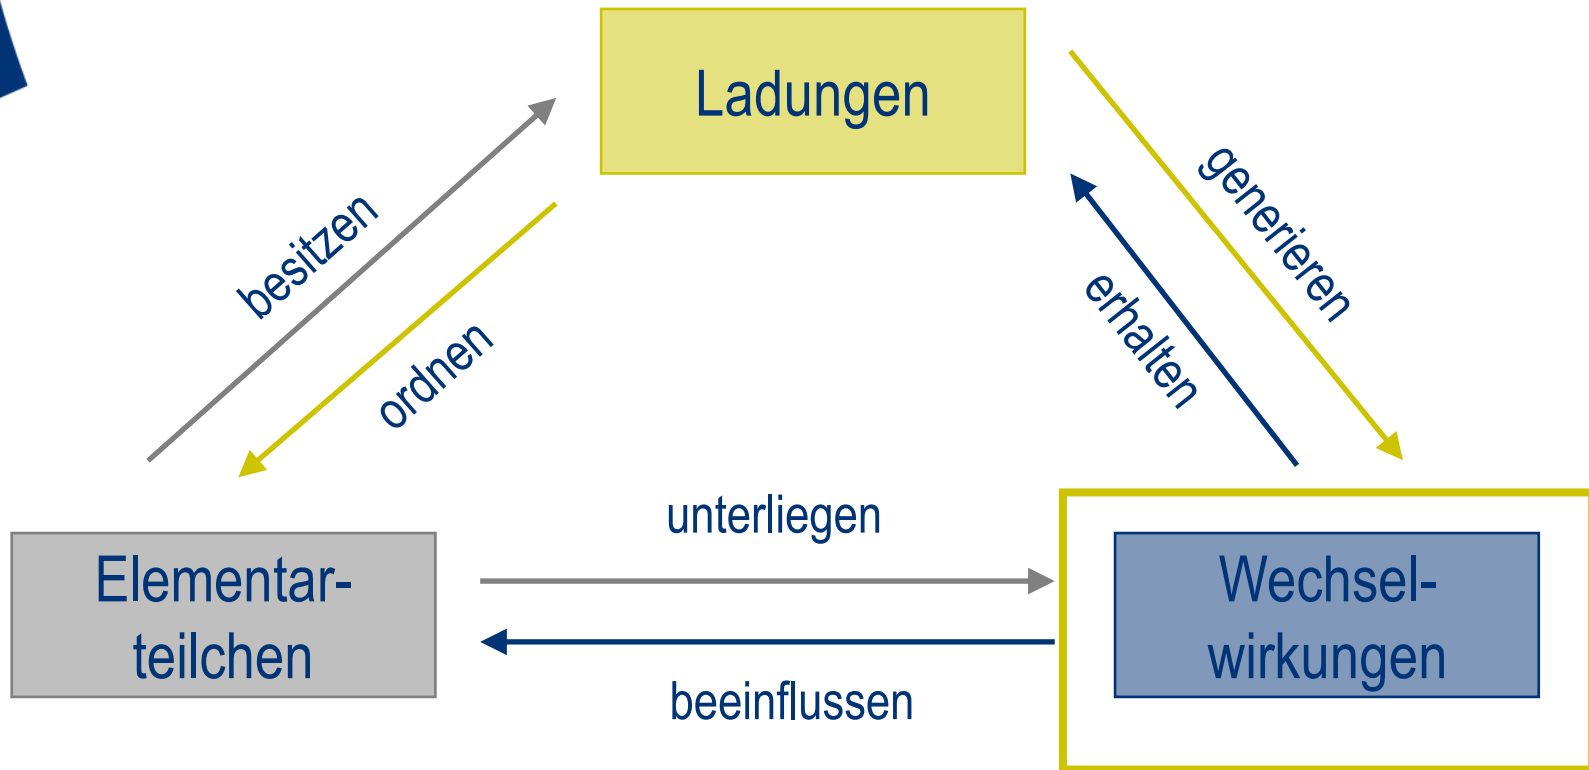 Ladungen
besitzen
ordnen
generieren
erhalten
unterliegen
Elementar-
teilchen
Wechsel-
wirkungen
beeinflussen